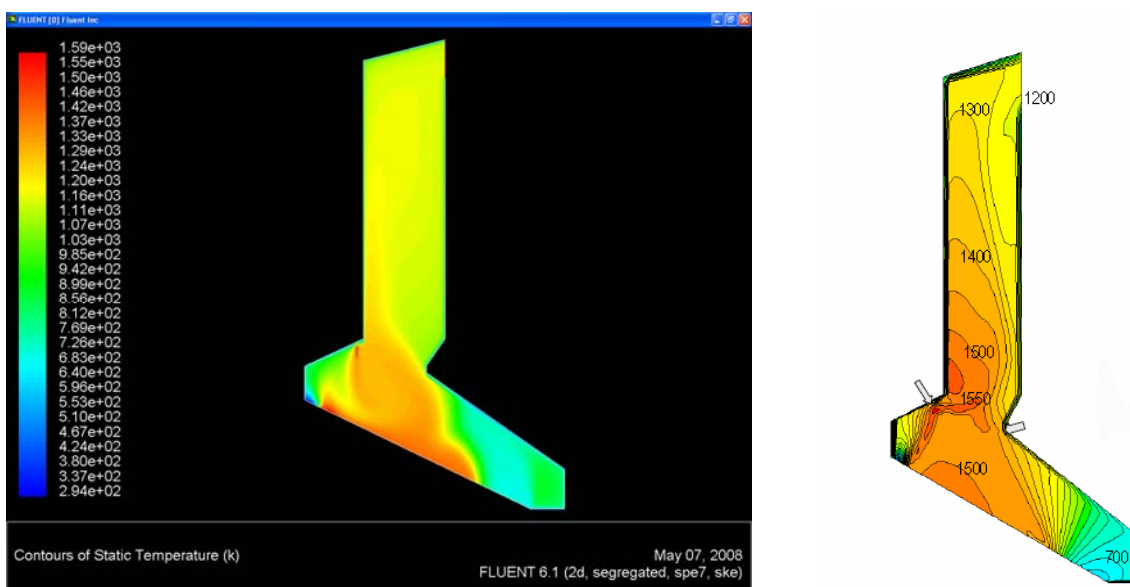 FLUENT [0] Fluent Inc
1.59e+03
1.55e+03
1.50e+03
1.46e+03
1.42e+03
1.37e+03
1.33e+03
1.29e+03
1.24e+03
1.20e+03
1.16e+03
1.11e+03
1.07e+03
1.03e+03
9.85e+02
9.42e+02
8.99e+02
8.56e+02
8.12e+02
7.69e+02
7.26e+02
6.83e+02
6.40e+02
5.96e+02
5.53e+02
5.10e+02
4.67e+02
4.24e+02
3.80e+02
3.37e+02
2.94e+02
Contours of Static Temperature (k)
May 07, 2008
FLUENT 6.1 (2d, segregated, spe7, ske)
1200
1300
1400
1500
1550
1500
700